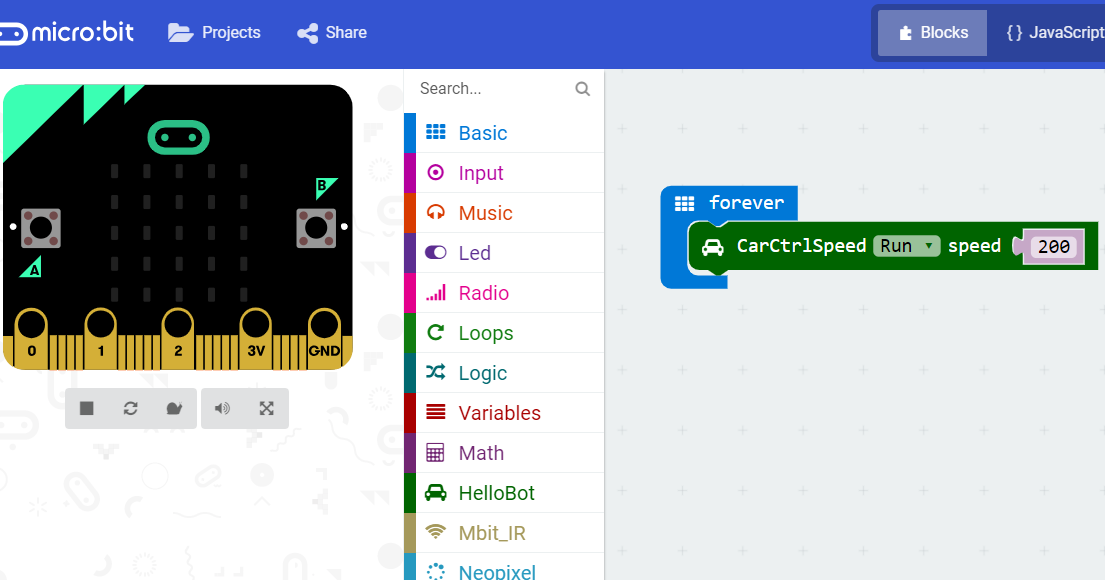 micro:bit Projects Share Blocks { } JavaScript
Search...
Basic
Input
Music
Led
Radio
Loops
Logic
Variables
Math
HelloBot
Mbit_IR
Neopixel
B
A
0 1 2 3V GND
forever
CarCtrlSpeed Run speed 200